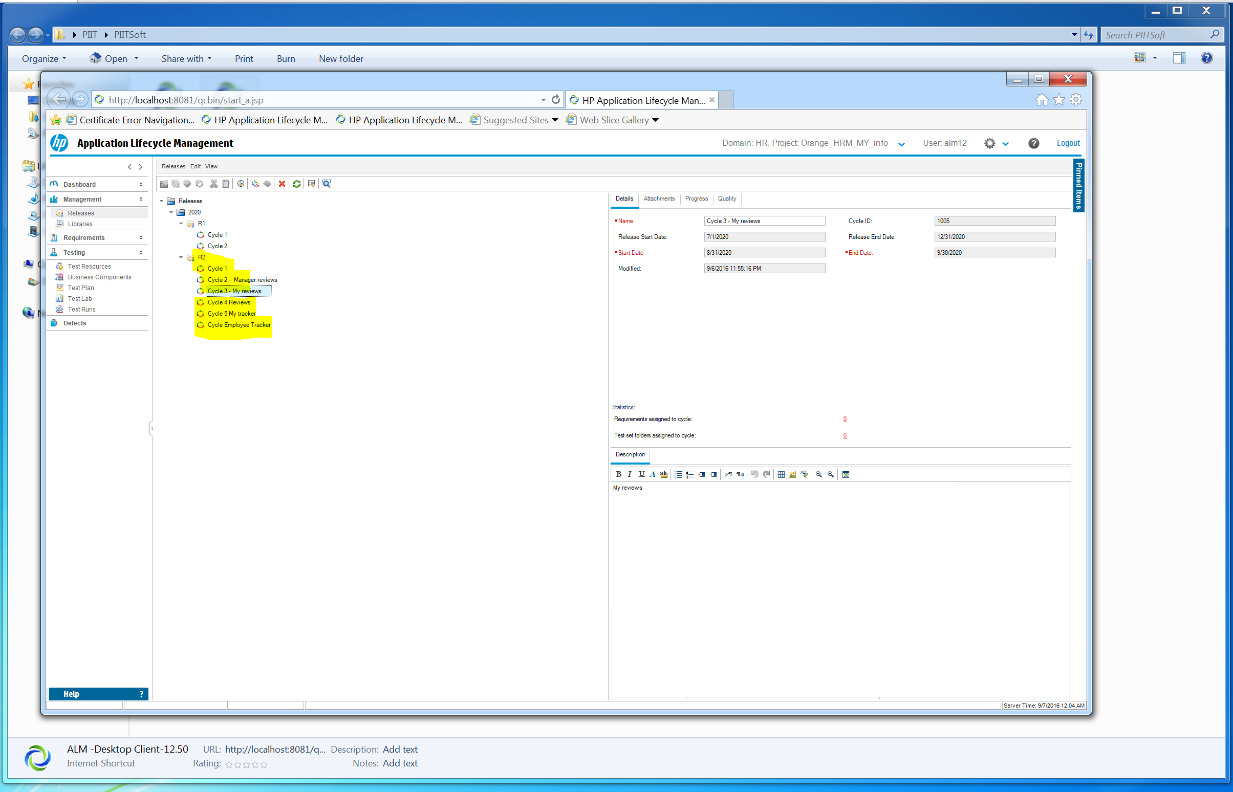 PIIT ▸ PIITSoft
Search PIITSoft
Organize Open Share with Print Burn New folder
http://localhost:8081/qcbin/start_a.jsp
HP Application Lifecycle Man...
Certificate Error Navigation... HP Application Lifecycle M... HP Application Lifecycle M... Suggested Sites Web Slice Gallery
hp Application Lifecycle Management
Domain: HR, Project: Orange_HRM_MY_info User: alm12 ? Logout
Pinned Items
Releases Edit View
Dashboard
Management
Releases
Libraries
Requirements
Testing
Test Resources
Business Components
Test Plan
Test Lab
Test Runs
Defects
Help ?
Releases
2020
R1
Cycle 1
Cycle 2
R2
Cycle 1
Cycle 2 - Manager reviews
Cycle 3 - My reviews
Cycle 4 Reviews
Cycle 5 My tracker
Cycle Employee Tracker
Details Attachments Progress Quality
*Name Cycle 3 - My reviews Cycle ID: 1005
Release Start Date: 7/1/2020 Release End Date 12/31/2020
*Start Date: 8/31/2020 *End Date: 9/30/2020
Modified: 9/6/2016 11:55:16 PM
Statistics:
Requirements assigned to cycle: 0
Test set folders assigned to cycle: 0
Description
B I U A ab
My reviews
Server Time: 9/7/2016 12:04 AM
ALM -Desktop Client-12.50 URL: http://localhost:8081/q... Description: Add text
Internet Shortcut Rating: Notes: Add text